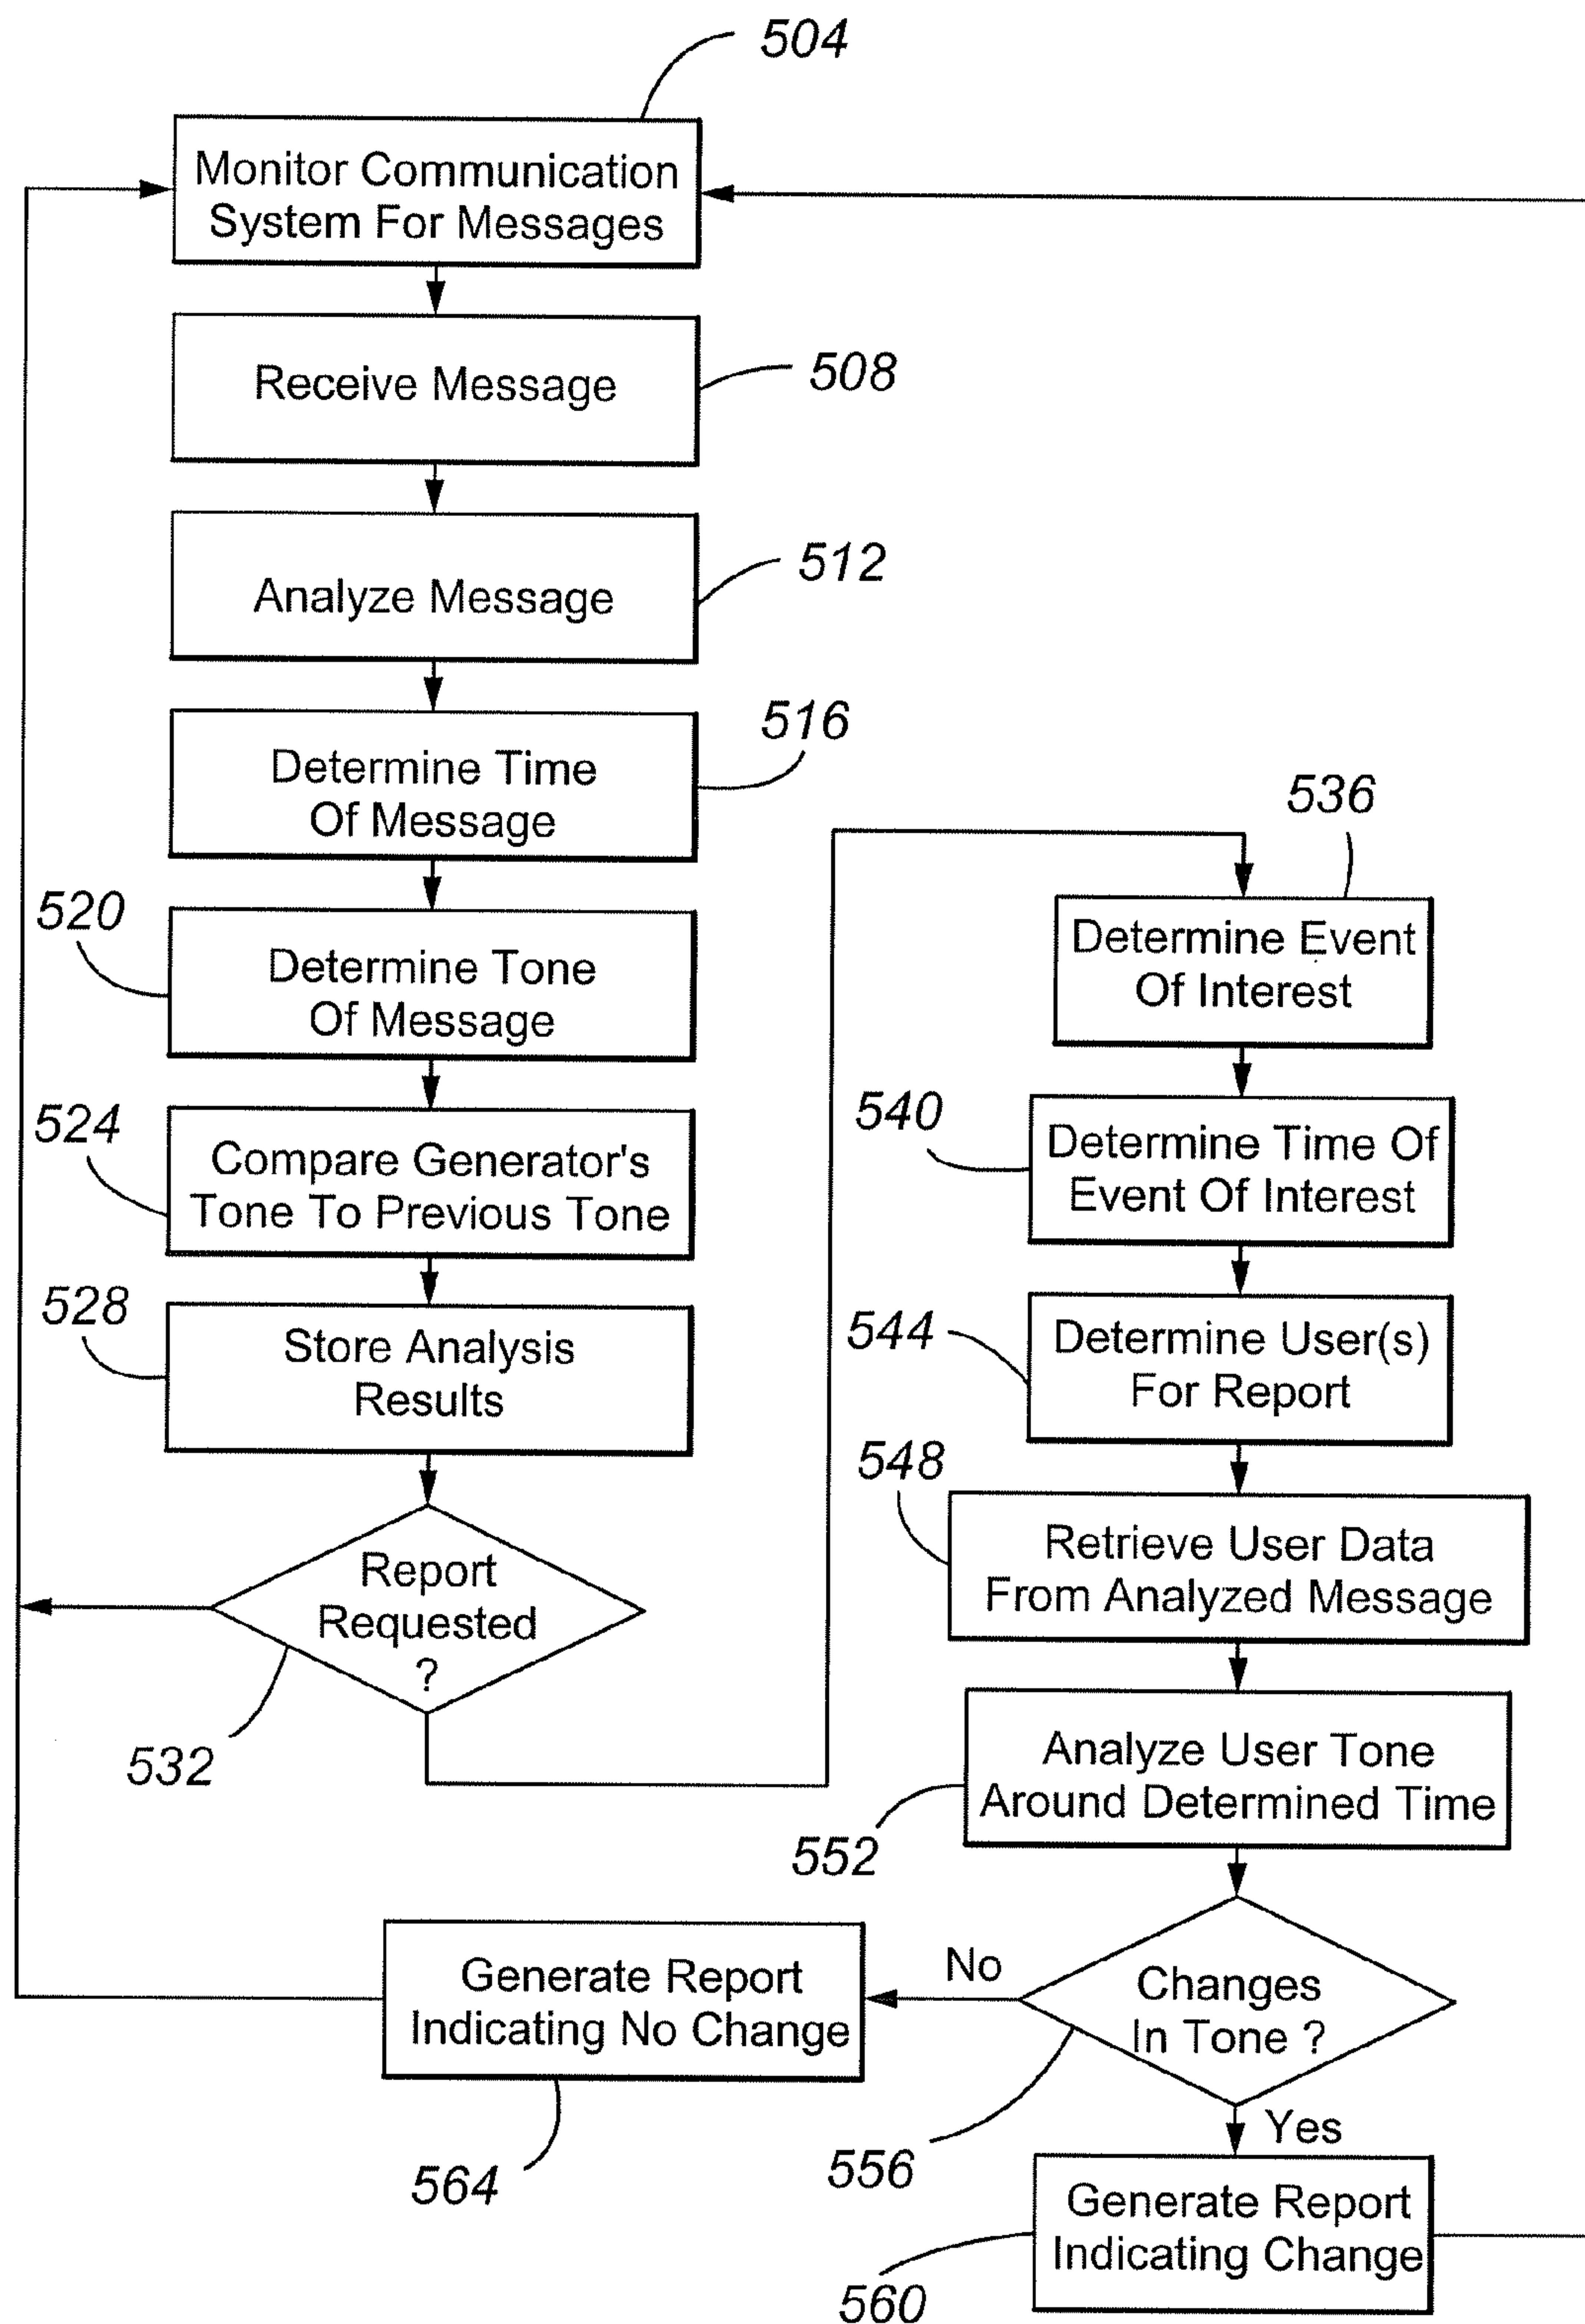 504
Monitor Communication
System For Messages
Receive Message
508
Analyze Message
512
516
Determine Time
Of Message
520
Determine Tone
Of Message
524
Compare Generator's
Tone To Previous Tone
528
Store Analysis
Results
Report
Requested
?
532
536
Determine Event
Of Interest
540
Determine Time Of
Event Of Interest
544
Determine User(s)
For Report
548
Retrieve User Data
From Analyzed Message
Analyze User Tone
Around Determined Time
552
Changes
In Tone ?
556
No
Generate Report
Indicating No Change
564
Yes
Generate Report
Indicating Change
560